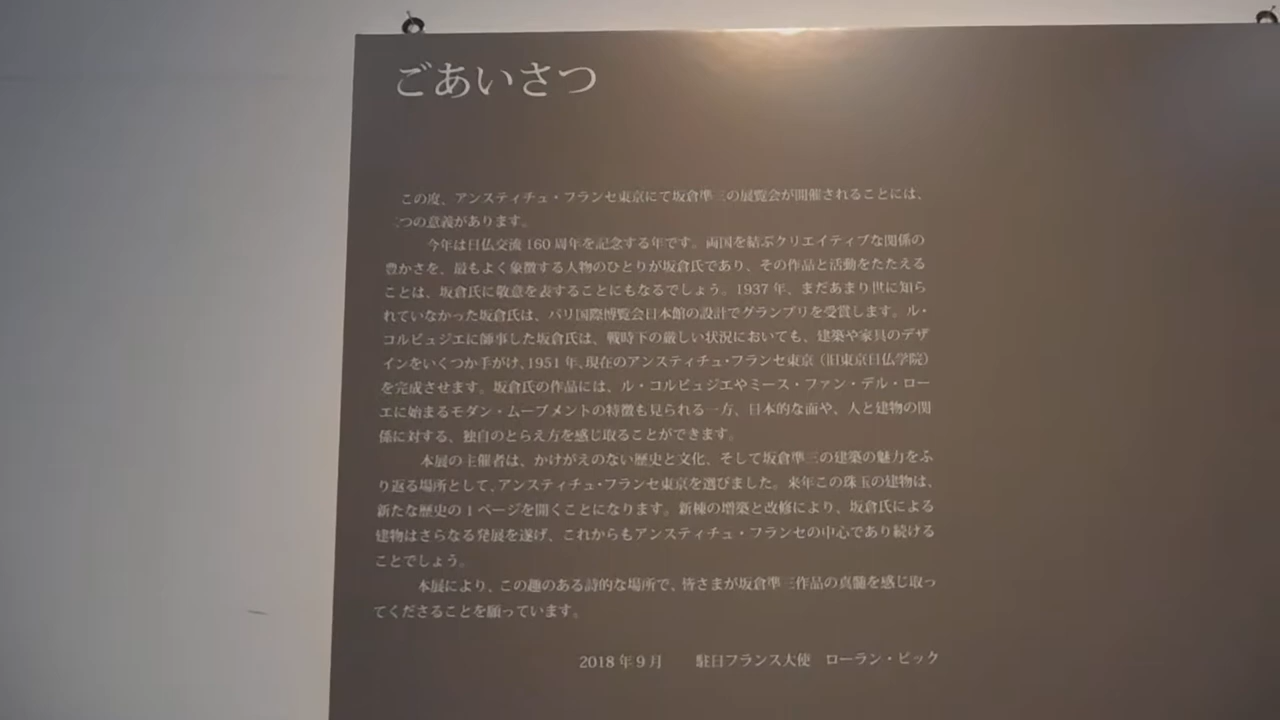 ごあいさつ
この度、アンスティチュ・フランセ東京にて坂倉準三の展覧会が開催されることには、
二つの意義があります。
今年は日仏交流 160 周年を記念する年です。両国を結ぶクリエイティブな関係の
豊かさを、最もよく象徴する人物のひとりが坂倉氏であり、その作品と活動をたたえる
ことは、坂倉氏に敬意を表することにもなるでしょう。1937 年、まだあまり世に知ら
れていなかった坂倉氏は、パリ国際博覧会日本館の設計でグランプリを受賞します。ル・
コルビュジエに師事した坂倉氏は、戦時下の厳しい状況においても、建築や家具のデザ
インをいくつか手がけ、1951 年、現在のアンスティチュ・フランセ東京（旧東京日仏学院）
を完成させます。坂倉氏の作品には、ル・コルビュジエやミース・ファン・デル・ロー
エに始まるモダン・ムーブメントの特徴も見られる一方、日本的な面や、人と建物の関
係に対する、独自のとらえ方を感じ取ることができます。
本展の主催者は、かけがえのない歴史と文化、そして坂倉準三の建築の魅力をふ
り返る場所として、アンスティチュ・フランセ東京を選びました。来年この珠玉の建物は、
新たな歴史の 1 ページを開くことになります。新棟の増築と改修により、坂倉氏による
建物はさらなる発展を遂げ、これからもアンスティチュ・フランセの中心であり続ける
ことでしょう。
本展により、この趣のある詩的な場所で、皆さまが坂倉準三作品の真髄を感じ取っ
てくださることを願っています。
2018 年 9 月　駐日フランス大使　ローラン・ピック